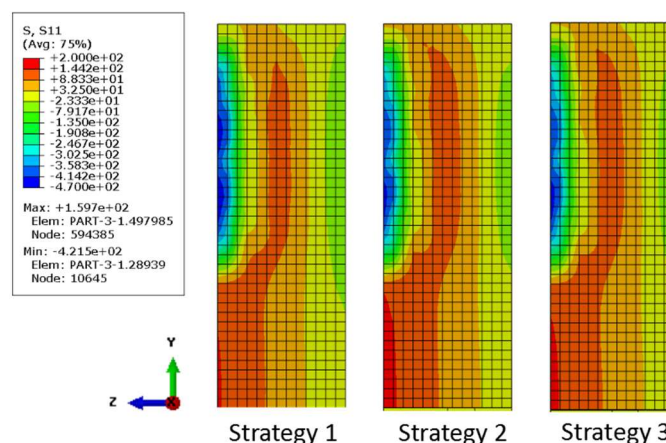 S, S11
(Avg: 75%)
+2.000e+02
+1.442e+02
+8.833e+01
+3.250e+01
-2.333e+01
-7.917e+01
-1.350e+02
-1.908e+02
-2.467e+02
-3.025e+02
-3.583e+02
-4.142e+02
-4.700e+02
Max: +1.597e+02
Elem: PART-3-1.497985
Node: 594385
Min: -4.215e+02
Elem: PART-3-1.28939
Node: 10645
Y
Z
X
Strategy 1
Strategy 2
Strategy 3